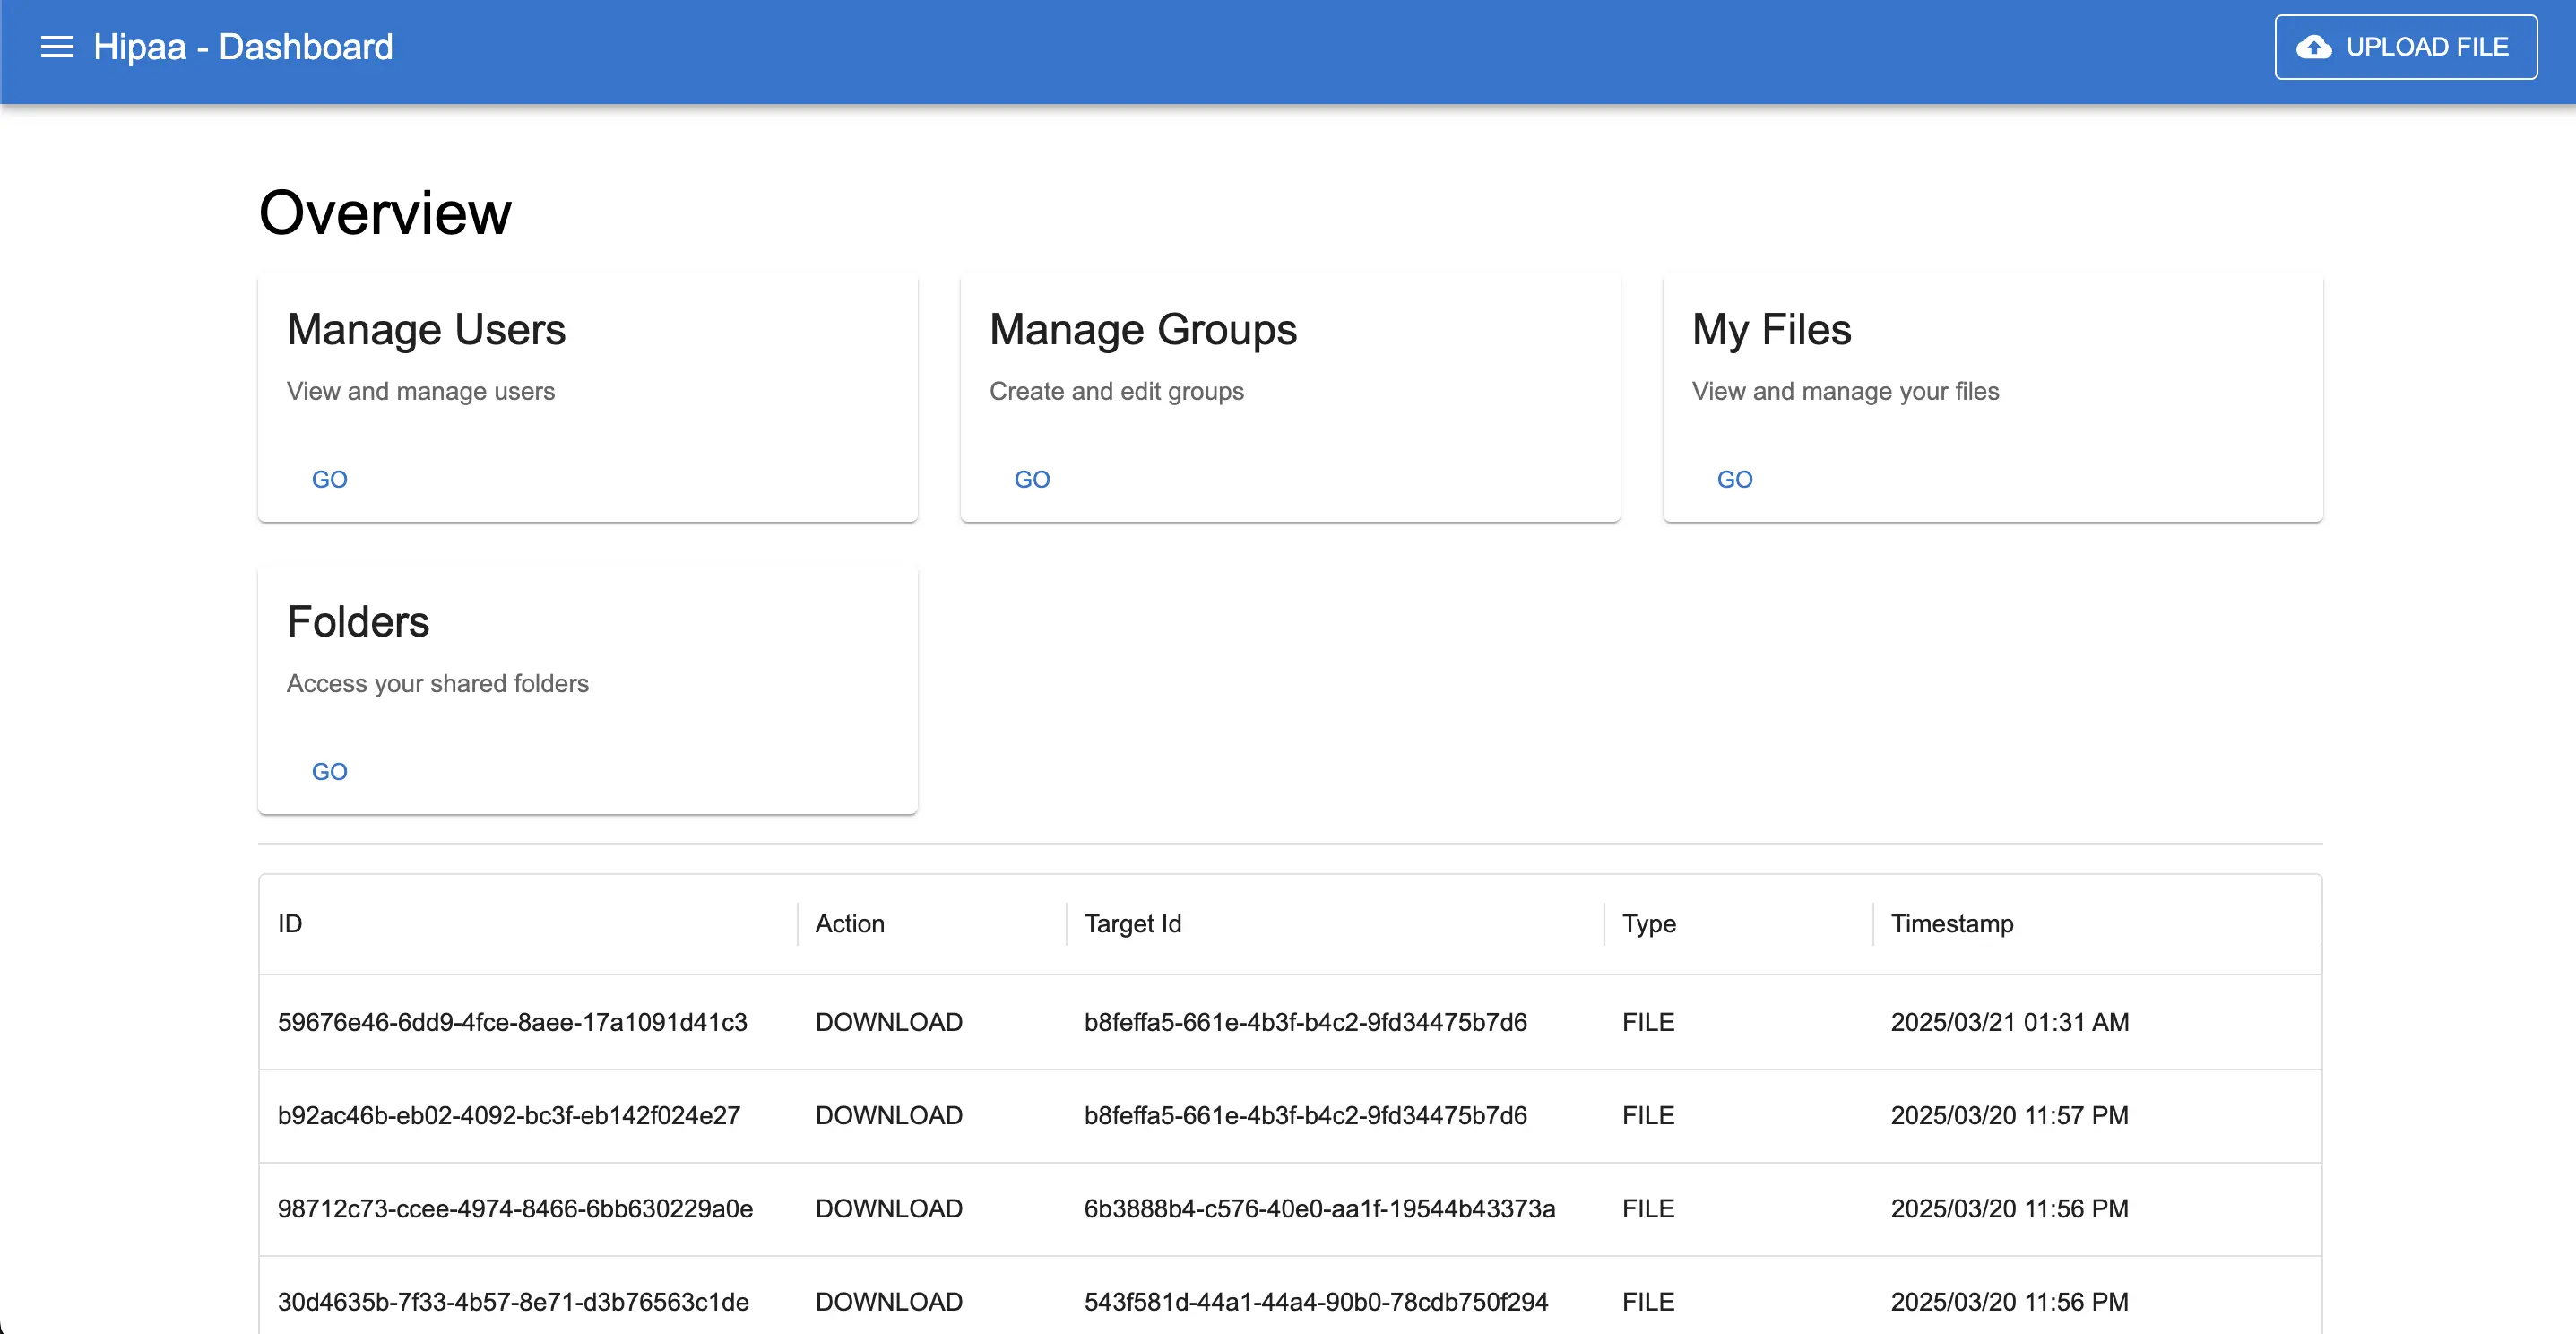 Hipaa - Dashboard
UPLOAD FILE
Overview
Manage Users
View and manage users
GO
Manage Groups
Create and edit groups
GO
My Files
View and manage your files
GO
Folders
Access your shared folders
GO
ID Action Target Id Type Timestamp
59676e46-6dd9-4fce-8aee-17a1091d41c3 DOWNLOAD b8feffa5-661e-4b3f-b4c2-9fd34475b7d6 FILE 2025/03/21 01:31 AM
b92ac46b-eb02-4092-bc3f-eb142f024e27 DOWNLOAD b8feffa5-661e-4b3f-b4c2-9fd34475b7d6 FILE 2025/03/20 11:57 PM
98712c73-ccee-4974-8466-6bb630229a0e DOWNLOAD 6b3888b4-c576-40e0-aa1f-19544b43373a FILE 2025/03/20 11:56 PM
30d4635b-7f33-4b57-8e71-d3b76563c1de DOWNLOAD 543f581d-44a1-44a4-90b0-78cdb750f294 FILE 2025/03/20 11:56 PM